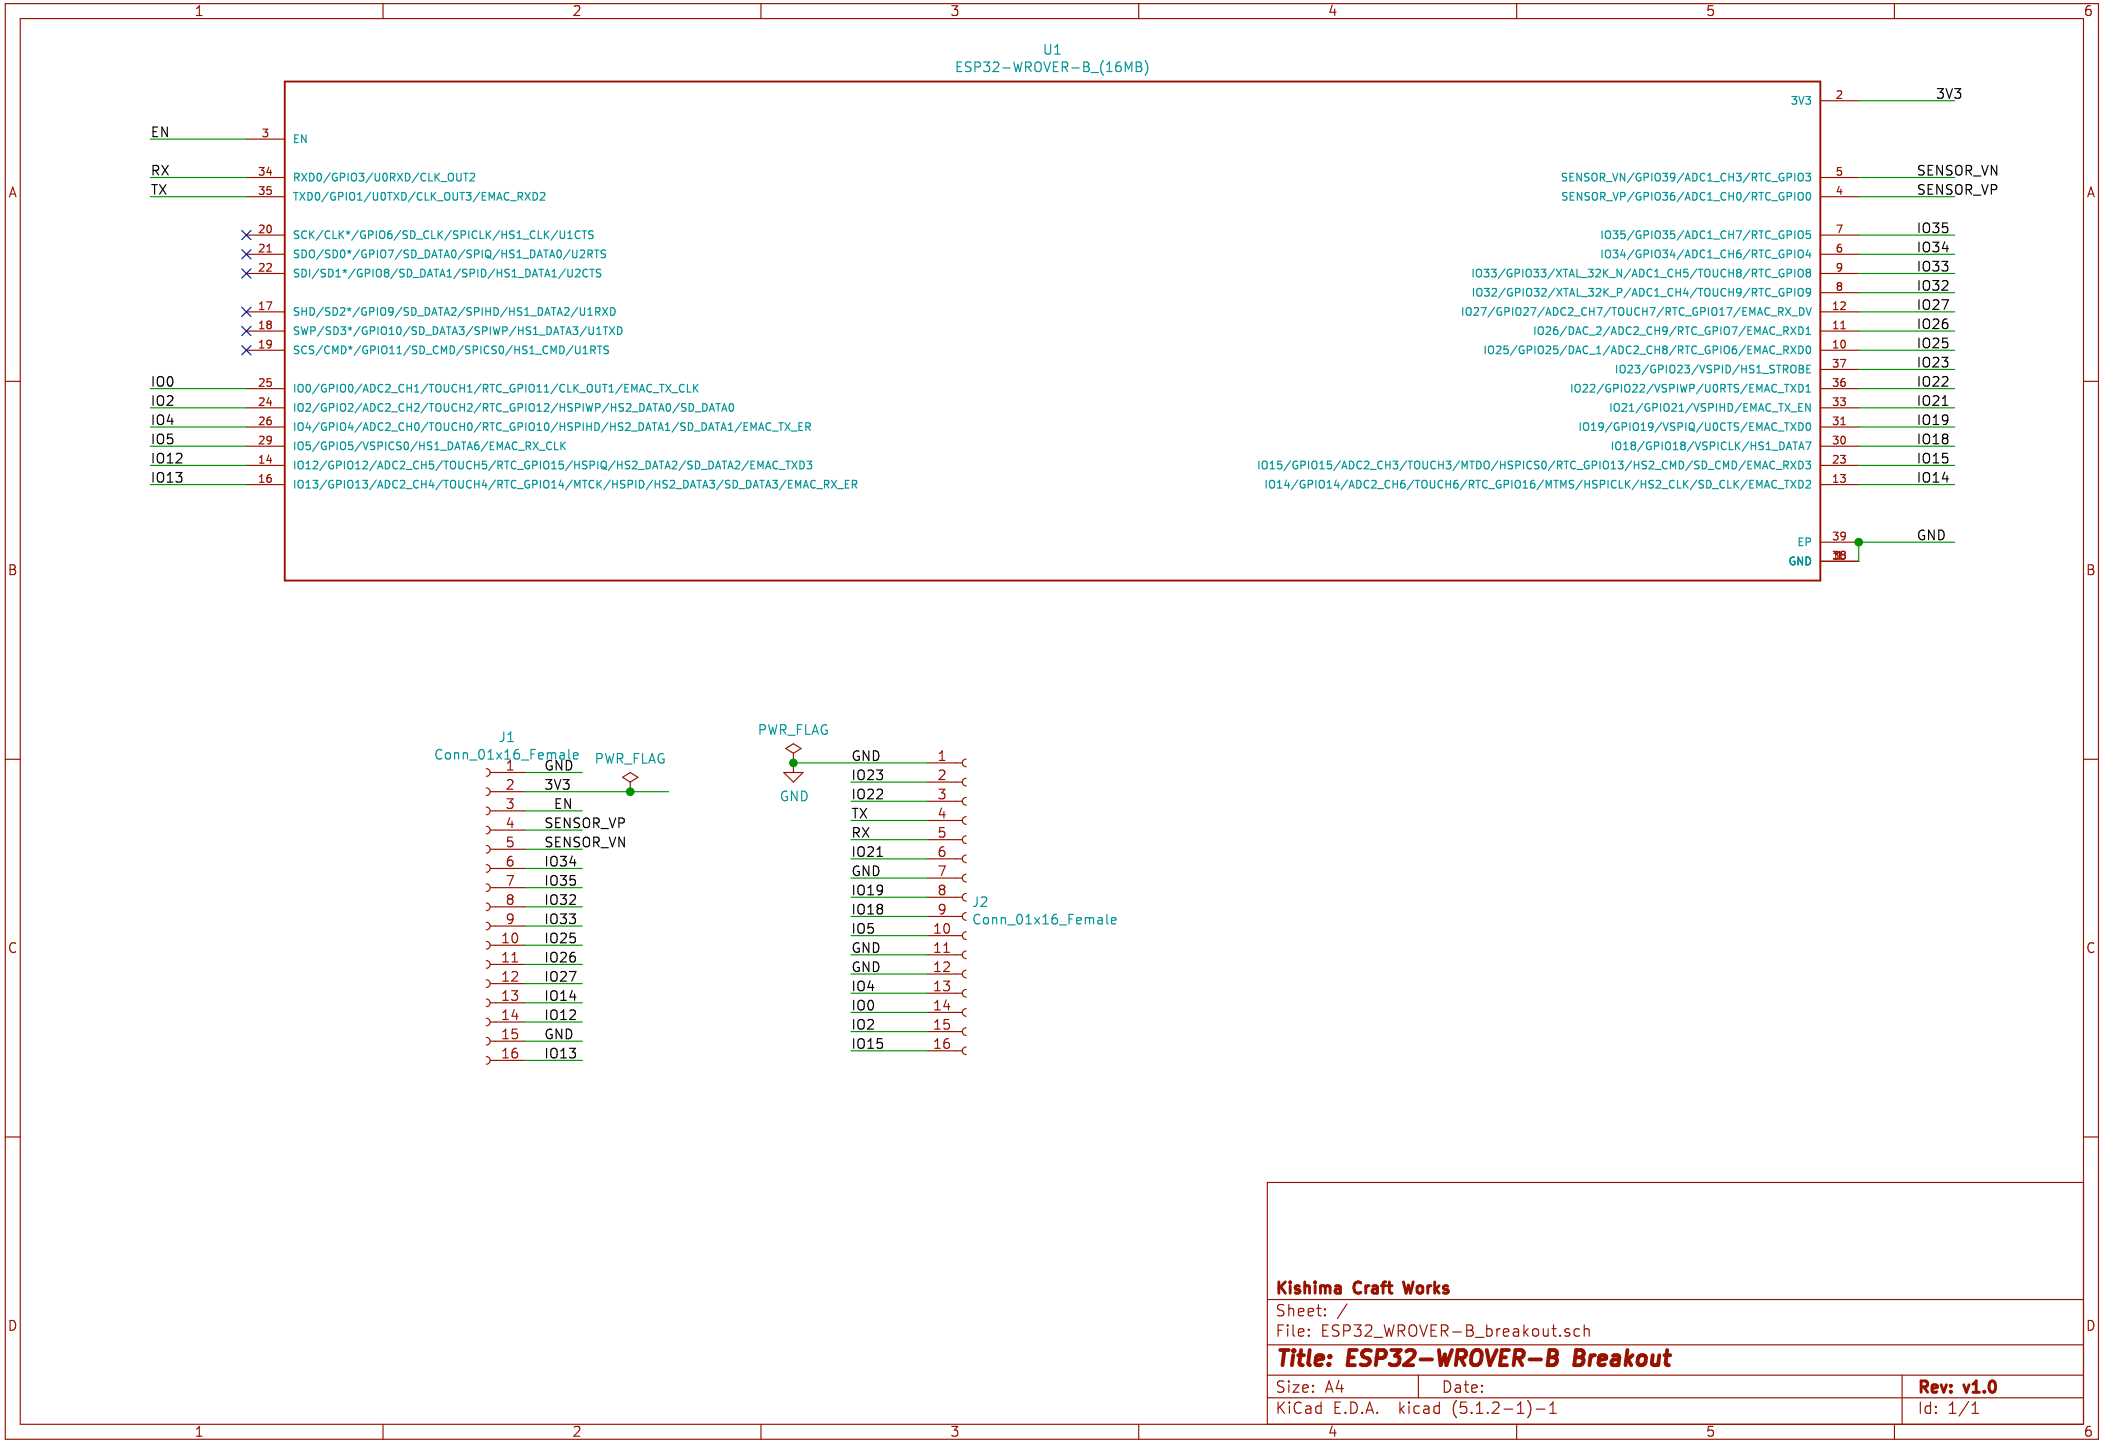 1 2 3 4 5 6
U1
ESP32-WROVER-B_(16MB)
3V3 2 3V3
EN 3 EN
RX 34 RXD0/GPIO3/U0RXD/CLK_OUT2
TX 35 TXD0/GPIO1/U0TXD/CLK_OUT3/EMAC_RXD2
20 SCK/CLK*/GPIO6/SD_CLK/SPICLK/HS1_CLK/U1CTS
21 SDO/SD0*/GPIO7/SD_DATA0/SPIQ/HS1_DATA0/U2RTS
22 SDI/SD1*/GPIO8/SD_DATA1/SPID/HS1_DATA1/U2CTS
17 SHD/SD2*/GPIO9/SD_DATA2/SPIHD/HS1_DATA2/U1RXD
18 SWP/SD3*/GPIO10/SD_DATA3/SPIWP/HS1_DATA3/U1TXD
19 SCS/CMD*/GPIO11/SD_CMD/SPICS0/HS1_CMD/U1RTS
IO0 25 IO0/GPIO0/ADC2_CH1/TOUCH1/RTC_GPIO11/CLK_OUT1/EMAC_TX_CLK
IO2 24 IO2/GPIO2/ADC2_CH2/TOUCH2/RTC_GPIO12/HSPIWP/HS2_DATA0/SD_DATA0
IO4 26 IO4/GPIO4/ADC2_CH0/TOUCH0/RTC_GPIO10/HSPIHD/HS2_DATA1/SD_DATA1/EMAC_TX_ER
IO5 29 IO5/GPIO5/VSPICS0/HS1_DATA6/EMAC_RX_CLK
IO12 14 IO12/GPIO12/ADC2_CH5/TOUCH5/RTC_GPIO15/HSPIQ/HS2_DATA2/SD_DATA2/EMAC_TXD3
IO13 16 IO13/GPIO13/ADC2_CH4/TOUCH4/RTC_GPIO14/MTCK/HSPID/HS2_DATA3/SD_DATA3/EMAC_RX_ER
SENSOR_VN/GPIO39/ADC1_CH3/RTC_GPIO3 5 SENSOR_VN
SENSOR_VP/GPIO36/ADC1_CH0/RTC_GPIO0 4 SENSOR_VP
IO35/GPIO35/ADC1_CH7/RTC_GPIO5 7 IO35
IO34/GPIO34/ADC1_CH6/RTC_GPIO4 6 IO34
IO33/GPIO33/XTAL_32K_N/ADC1_CH5/TOUCH8/RTC_GPIO8 9 IO33
IO32/GPIO32/XTAL_32K_P/ADC1_CH4/TOUCH9/RTC_GPIO9 8 IO32
IO27/GPIO27/ADC2_CH7/TOUCH7/RTC_GPIO17/EMAC_RX_DV 12 IO27
IO26/DAC_2/ADC2_CH9/RTC_GPIO7/EMAC_RXD1 11 IO26
IO25/GPIO25/DAC_1/ADC2_CH8/RTC_GPIO6/EMAC_RXD0 10 IO25
IO23/GPIO23/VSPID/HS1_STROBE 37 IO23
IO22/GPIO22/VSPIWP/U0RTS/EMAC_TXD1 36 IO22
IO21/GPIO21/VSPIHD/EMAC_TX_EN 33 IO21
IO19/GPIO19/VSPIQ/U0CTS/EMAC_TXD0 31 IO19
IO18/GPIO18/VSPICLK/HS1_DATA7 30 IO18
IO15/GPIO15/ADC2_CH3/TOUCH3/MTDO/HSPICS0/RTC_GPIO13/HS2_CMD/SD_CMD/EMAC_RXD3 23 IO15
IO14/GPIO14/ADC2_CH6/TOUCH6/RTC_GPIO16/MTMS/HSPICLK/HS2_CLK/SD_CLK/EMAC_TXD2 13 IO14
EP 39 GND
GND
A A
B B
J1
Conn_01x16_Female PWR_FLAG
1 GND
2 3V3
3 EN
4 SENSOR_VP
5 SENSOR_VN
6 IO34
7 IO35
8 IO32
9 IO33
10 IO25
11 IO26
12 IO27
13 IO14
14 IO12
15 GND
16 IO13
PWR_FLAG
GND
GND 1
IO23 2
IO22 3
TX 4
RX 5
IO21 6
GND 7
IO19 8
IO18 9
IO5 10
GND 11
GND 12
IO4 13
IO0 14
IO2 15
IO15 16
J2
Conn_01x16_Female
C C
D D
Kishima Craft Works
Sheet: /
File: ESP32_WROVER-B_breakout.sch
Title: ESP32-WROVER-B Breakout
Size: A4 Date: Rev: v1.0
KiCad E.D.A. kicad (5.1.2-1)-1 Id: 1/1
1 2 3 4 5 6